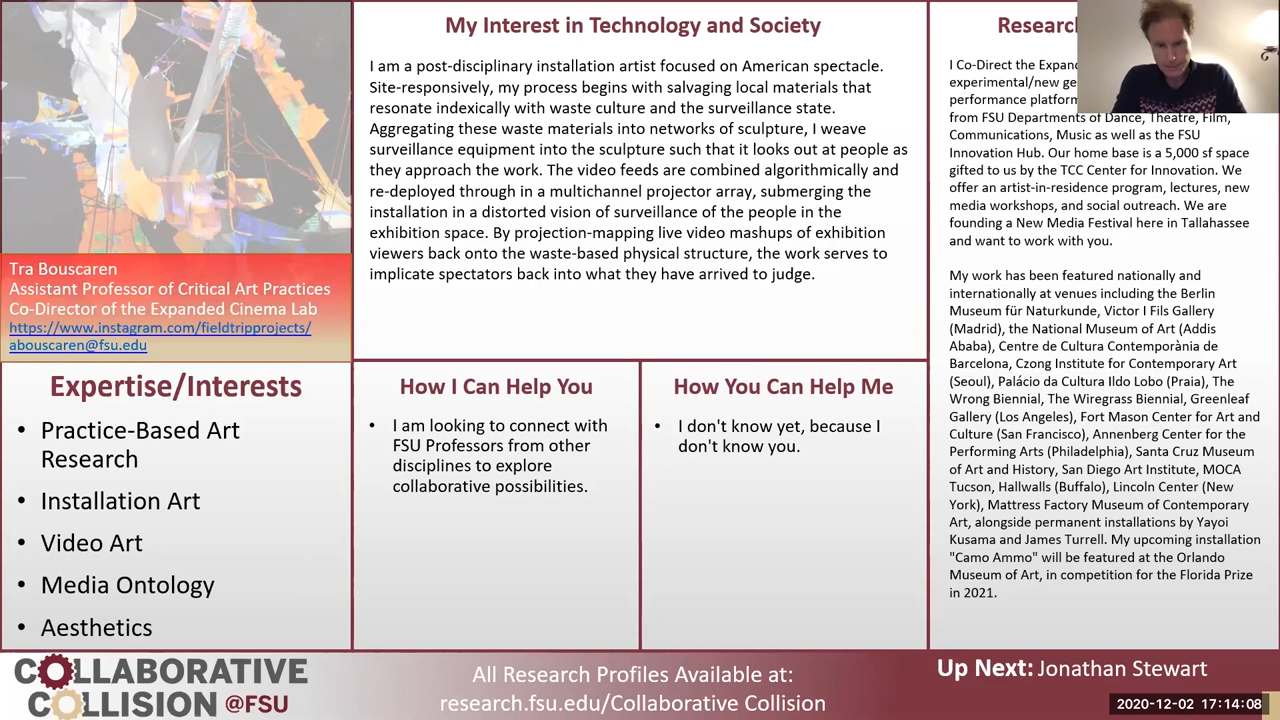 My Interest in Technology and Society
I am a post-disciplinary installation artist focused on American spectacle.
Site-responsively, my process begins with salvaging local materials that
resonate indexically with waste culture and the surveillance state.
Aggregating these waste materials into networks of sculpture, I weave
surveillance equipment into the sculpture such that it looks out at people as
they approach the work. The video feeds are combined algorithmically and
re-deployed through in a multichannel projector array, submerging the
installation in a distorted vision of surveillance of the people in the
exhibition space. By projection-mapping live video mashups of exhibition
viewers back onto the waste-based physical structure, the work serves to
implicate spectators back into what they have arrived to judge.
Tra Bouscaren
Assistant Professor of Critical Art Practices
Co-Director of the Expanded Cinema Lab
https://www.instagram.com/fieldtripprojects/
abouscaren@fsu.edu
Expertise/Interests
• Practice-Based Art
Research
• Installation Art
• Video Art
• Media Ontology
• Aesthetics
How I Can Help You
• I am looking to connect with
FSU Professors from other
disciplines to explore
collaborative possibilities.
How You Can Help Me
• I don't know yet, because I
don't know you.
Research
I Co-Direct the
experimental/new
performance
from FSU Departments of Dance, Theatre, Film,
Communications, Music as well as the FSU
Innovation Hub. Our home base is a 5,000 sf space
gifted to us by the TCC Center for Innovation. We
offer an artist-in-residence program, lectures, new
media workshops, and social outreach. We are
founding a New Media Festival here in Tallahassee
and want to work with you.
My work has been featured nationally and
internationally at venues including the Berlin
Museum für Naturkunde, Victor I Fils Gallery
(Madrid), the National Museum of Art (Addis
Ababa), Centre de Cultura Contemporània de
Barcelona, Czong Institute for Contemporary Art
(Seoul), Palácio da Cultura Ildo Lobo (Praia), The
Wrong Biennial, The Wiregrass Biennial, Greenleaf
Gallery (Los Angeles), Fort Mason Center for Art and
Culture (San Francisco), Annenberg Center for the
Performing Arts (Philadelphia), Santa Cruz Museum
of Art and History, San Diego Art Institute, MOCA
Tucson, Hallwalls (Buffalo), Lincoln Center (New
York), Mattress Factory Museum of Contemporary
Art, alongside permanent installations by Yayoi
Kusama and James Turrell. My upcoming installation
"Camo Ammo" will be featured at the Orlando
Museum of Art, in competition for the Florida Prize
in 2021.
COLLABORATIVE
COLLISION @FSU
All Research Profiles Available at:
research.fsu.edu/Collaborative Collision
Up Next: Jonathan Stewart
2020-12-02 17:14:08